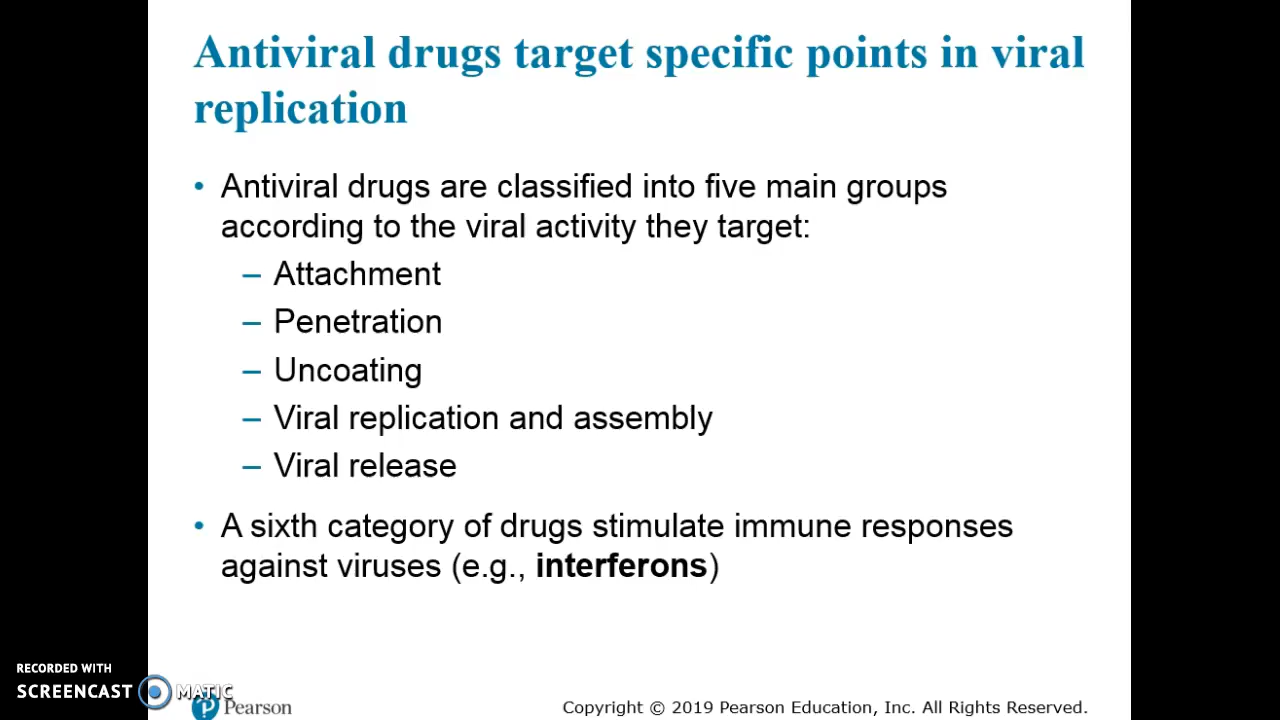 Antiviral drugs target specific points in viral
replication
• Antiviral drugs are classified into five main groups
according to the viral activity they target:
– Attachment
– Penetration
– Uncoating
– Viral replication and assembly
– Viral release
• A sixth category of drugs stimulate immune responses
against viruses (e.g., interferons)
RECORDED WITH
SCREENCAST MATIC
Pearson
Copyright © 2019 Pearson Education, Inc. All Rights Reserved.